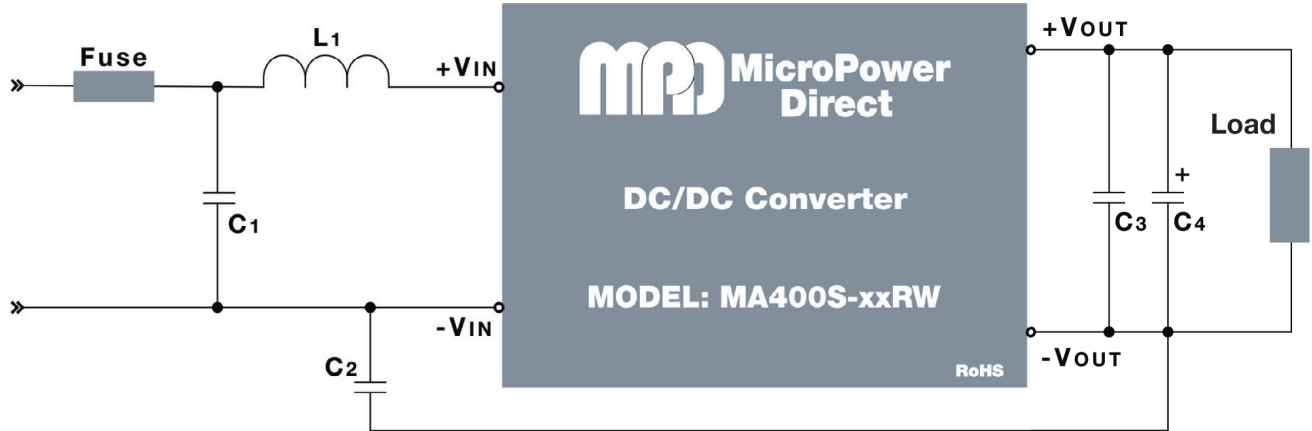 Fuse
L1
+VIN
C1
-VIN
C2
MPD
MicroPower
Direct
DC/DC Converter
MODEL: MA400S-xxRW
RoHS
+VOUT
Load
+
C3
C4
-VOUT